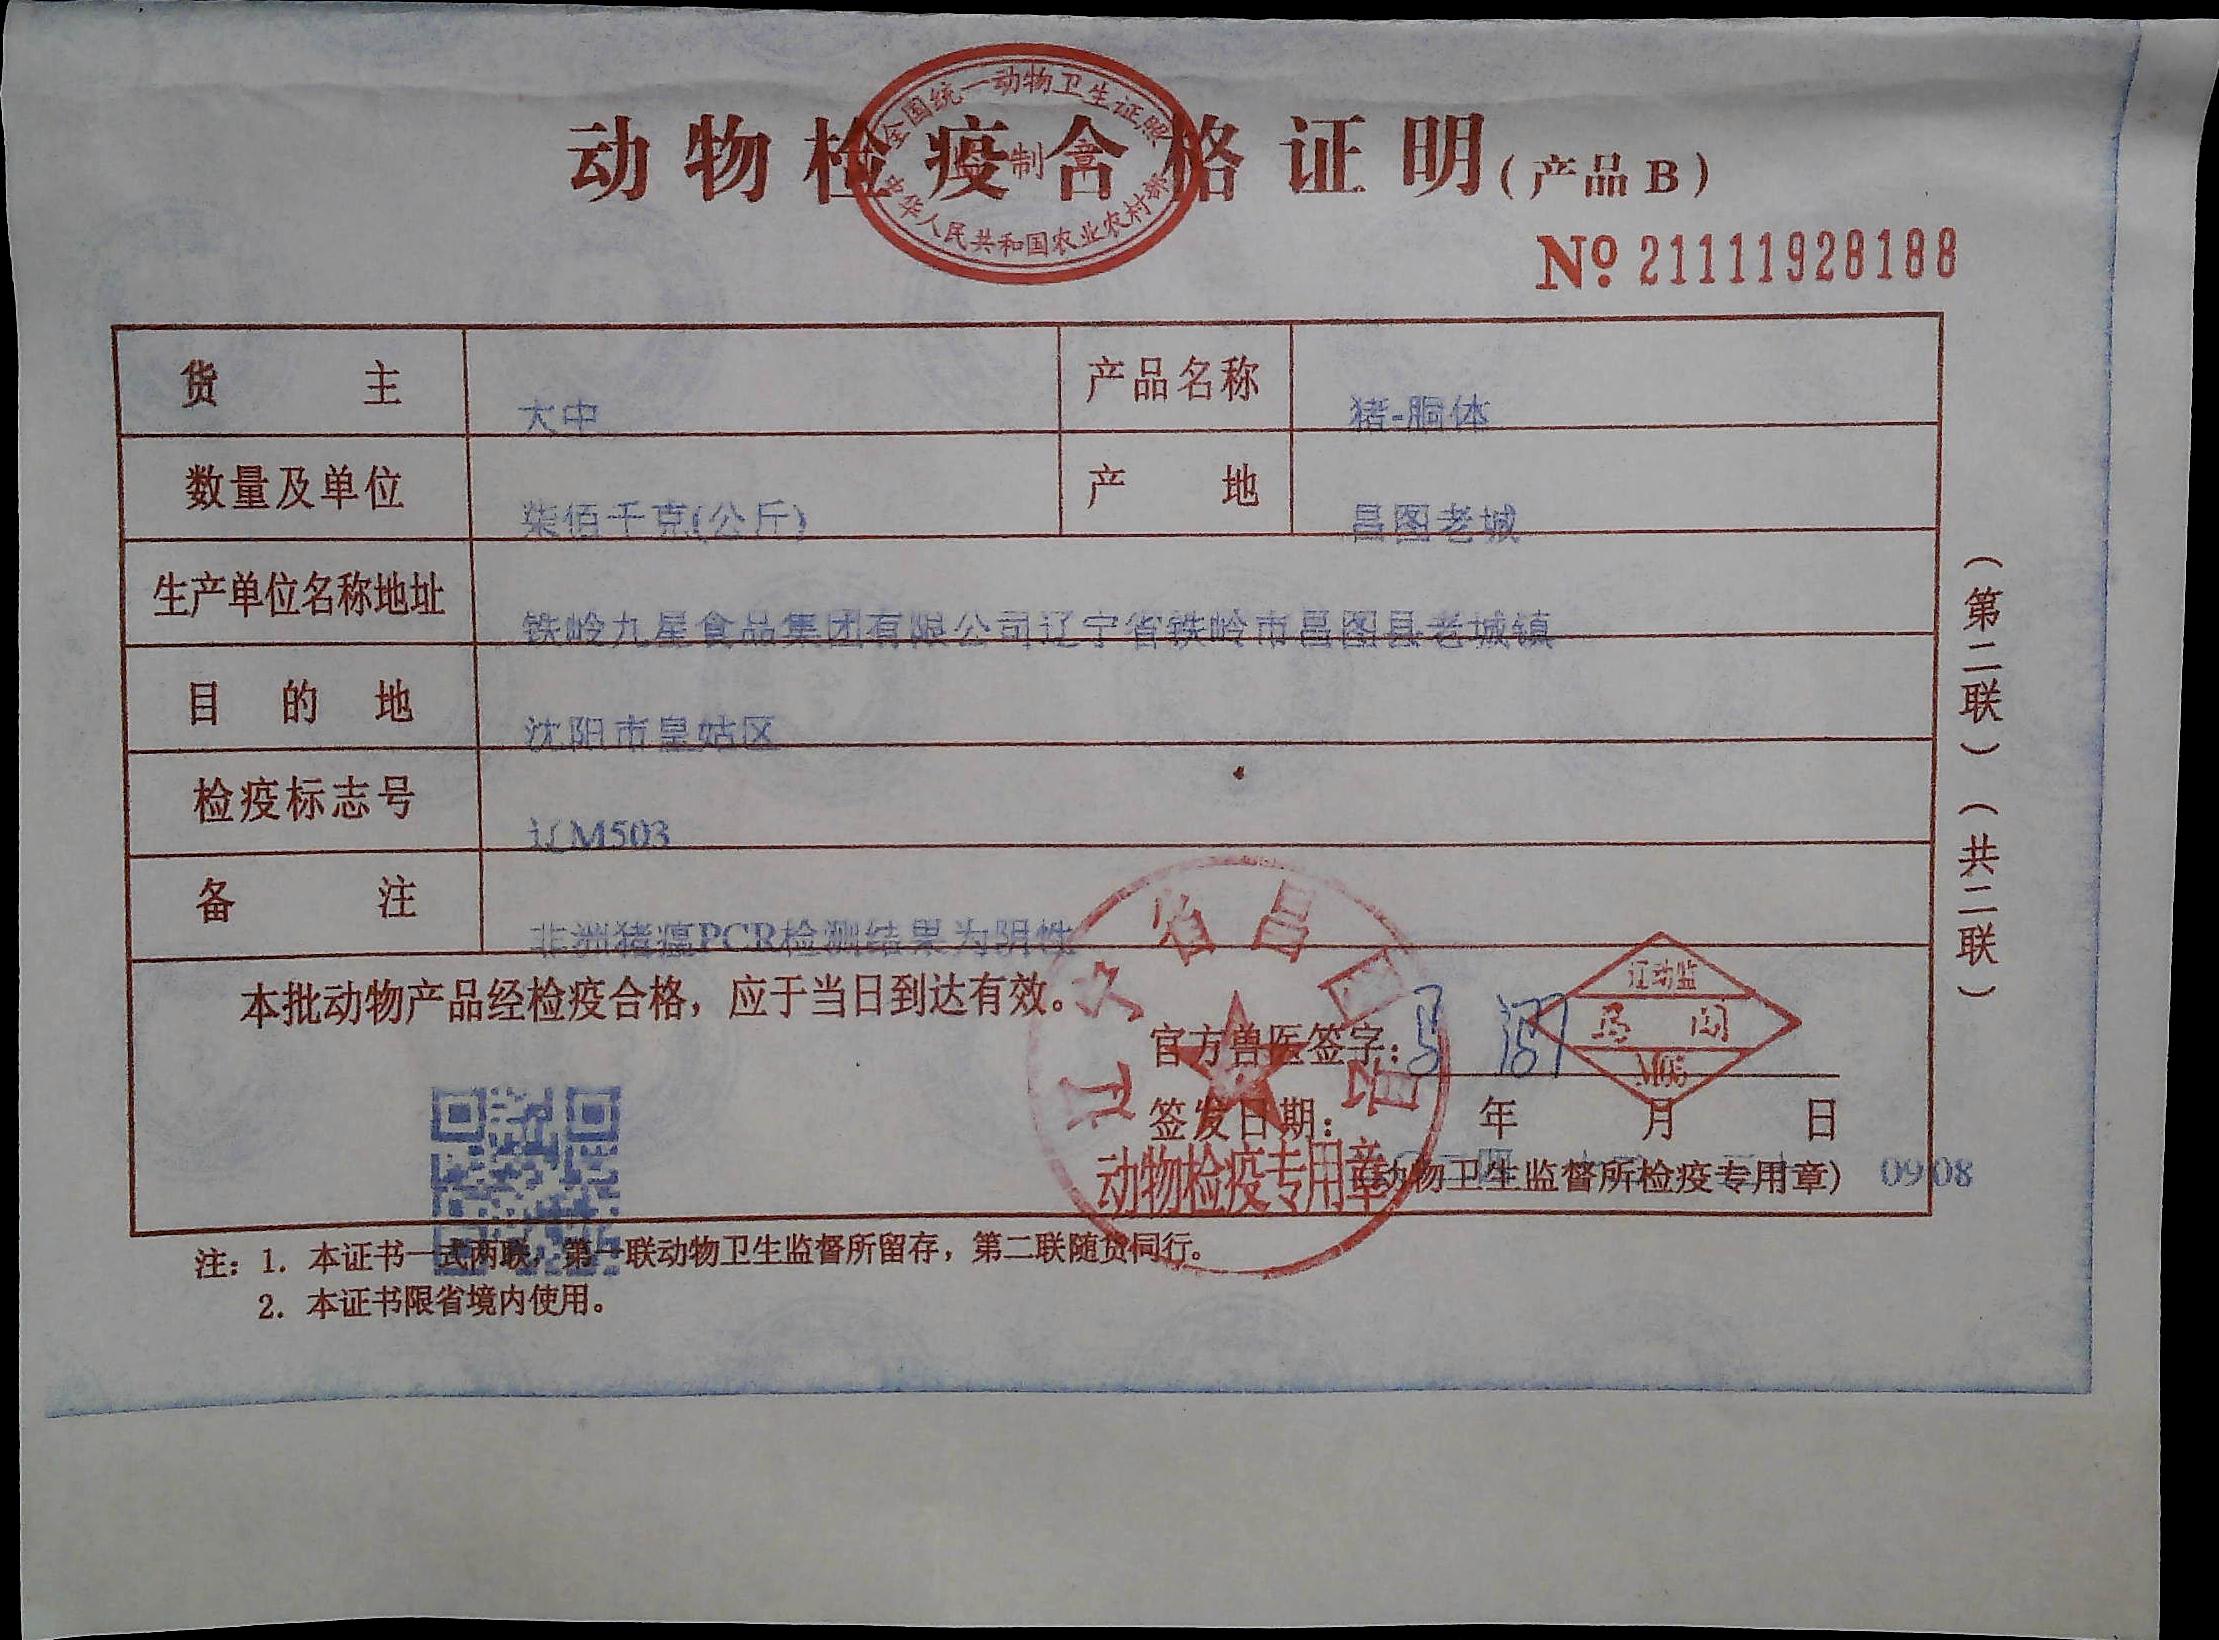 全国统一动物卫生证照
监制章
中华人民共和国农业农村部
动物检疫合格证明(产品B)
№ 21111928188
货主 大中 产品名称 猪-胴体
数量及单位 柒佰千克(公斤) 产地 昌图老城
生产单位名称地址 铁岭九星食品集团有限公司辽宁省铁岭市昌图县老城镇
目的地 沈阳市皇姑区
检疫标志号 辽M503
备注 非洲猪瘟PCR检测结果为阴性
本批动物产品经检疫合格，应于当日到达有效。
官方兽医签字：
辽动监
M05
签发日期： 年 月 日
(动物卫生监督所检疫专用章)
09 08
辽宁省昌图县
动物检疫专用章
注：1. 本证书一式两联，第一联动物卫生监督所留存，第二联随货同行。
2. 本证书限省境内使用。
(第二联)(共二联)